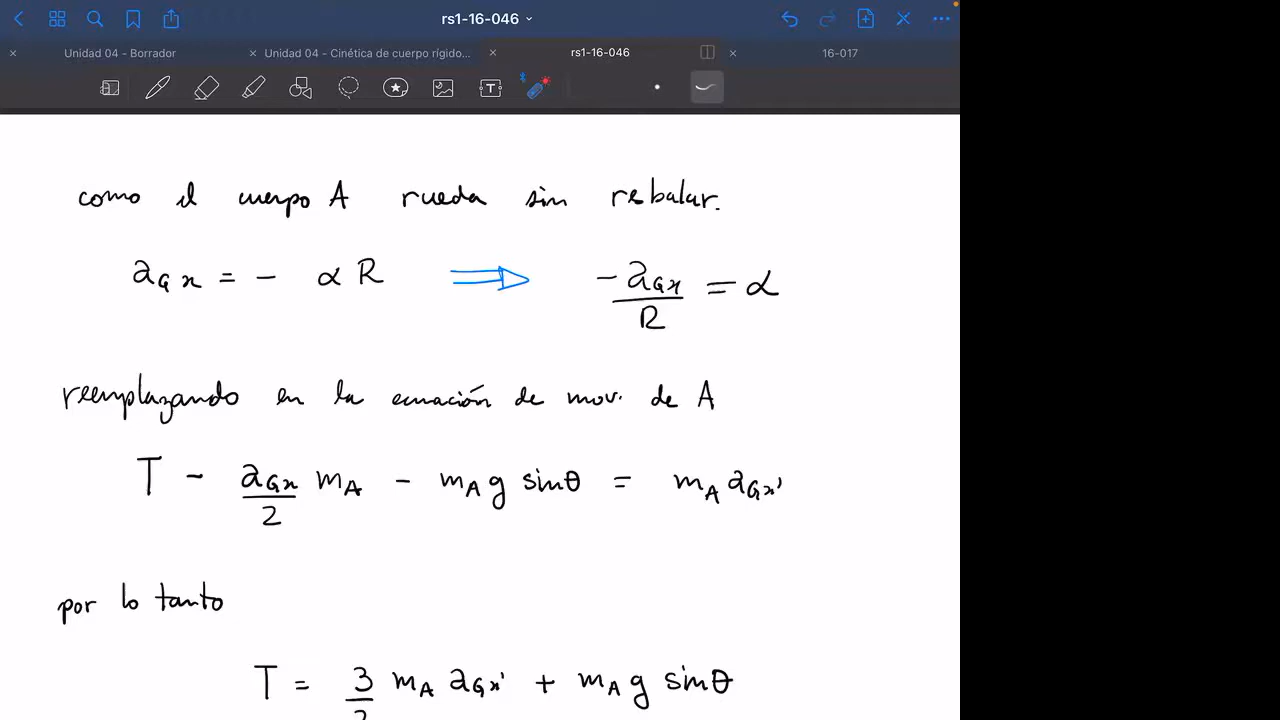 rs1-16-046
Unidad 04 - Borrador
Unidad 04 - Cinética de cuerpo rígido...
rs1-16-046
16-017
como el cuerpo A rueda sin rebalar.
a_Gx = - α R ⟹ -a_Gx/R = α
reemplazando en la ecuación de mov. de A
T - a_Gx/2 m_A - m_A g sinθ = m_A a_Gx'
por lo tanto
T = 3/2 m_A a_Gx' + m_A g sinθ